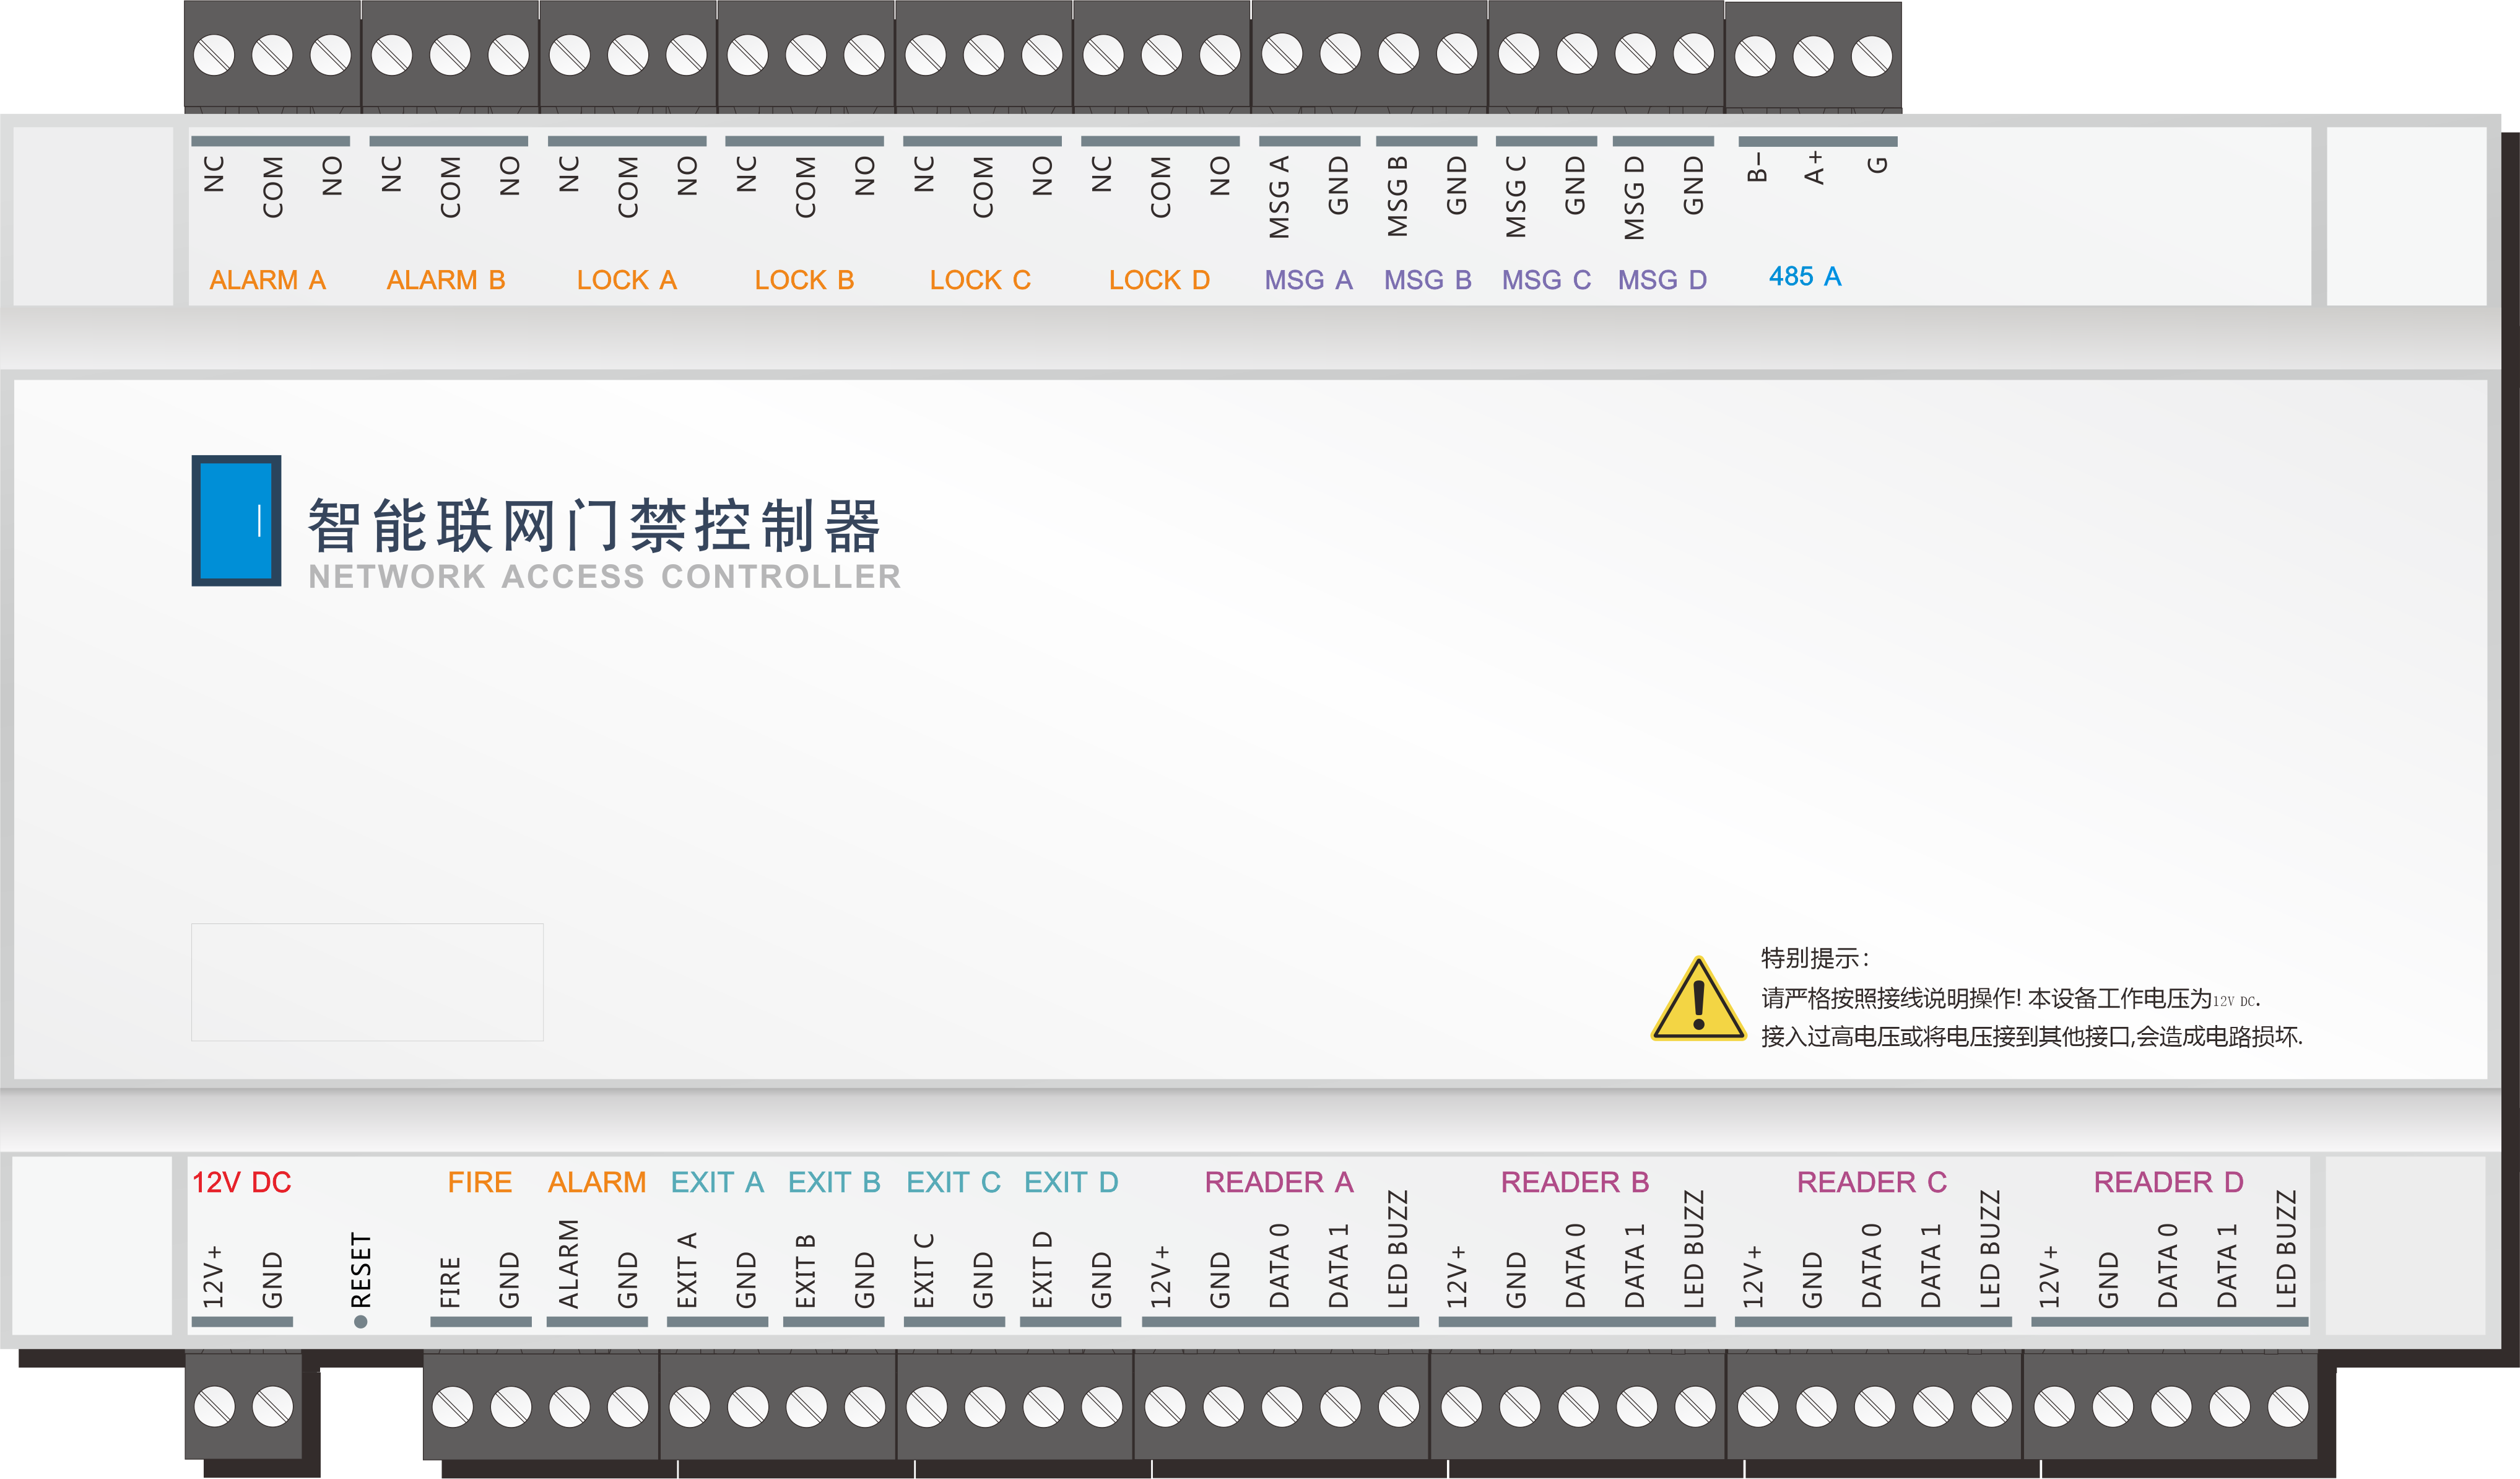 NC COM NO NC COM NO NC COM NO NC COM NO NC COM NO NC COM NO MSG A GND MSG B GND MSG C GND MSG D GND B− A+ G
ALARM A ALARM B LOCK A LOCK B LOCK C LOCK D MSG A MSG B MSG C MSG D 485 A
智能联网门禁控制器
NETWORK ACCESS CONTROLLER
特别提示：
请严格按照接线说明操作! 本设备工作电压为12V DC.
接入过高电压或将电压接到其他接口,会造成电路损坏.
12V DC FIRE ALARM EXIT A EXIT B EXIT C EXIT D READER A READER B READER C READER D
12V+ GND RESET FIRE GND ALARM GND EXIT A GND EXIT B GND EXIT C GND EXIT D GND 12V+ GND DATA 0 DATA 1 LED BUZZ 12V+ GND DATA 0 DATA 1 LED BUZZ 12V+ GND DATA 0 DATA 1 LED BUZZ 12V+ GND DATA 0 DATA 1 LED BUZZ